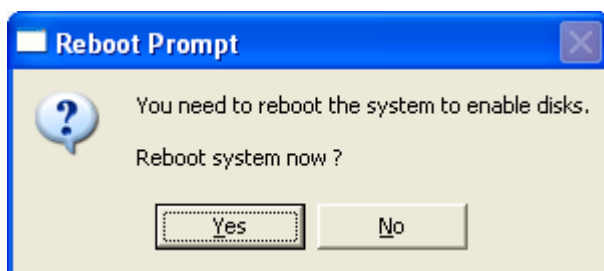 Reboot Prompt
You need to reboot the system to enable disks.
Reboot system now ?
Yes
No